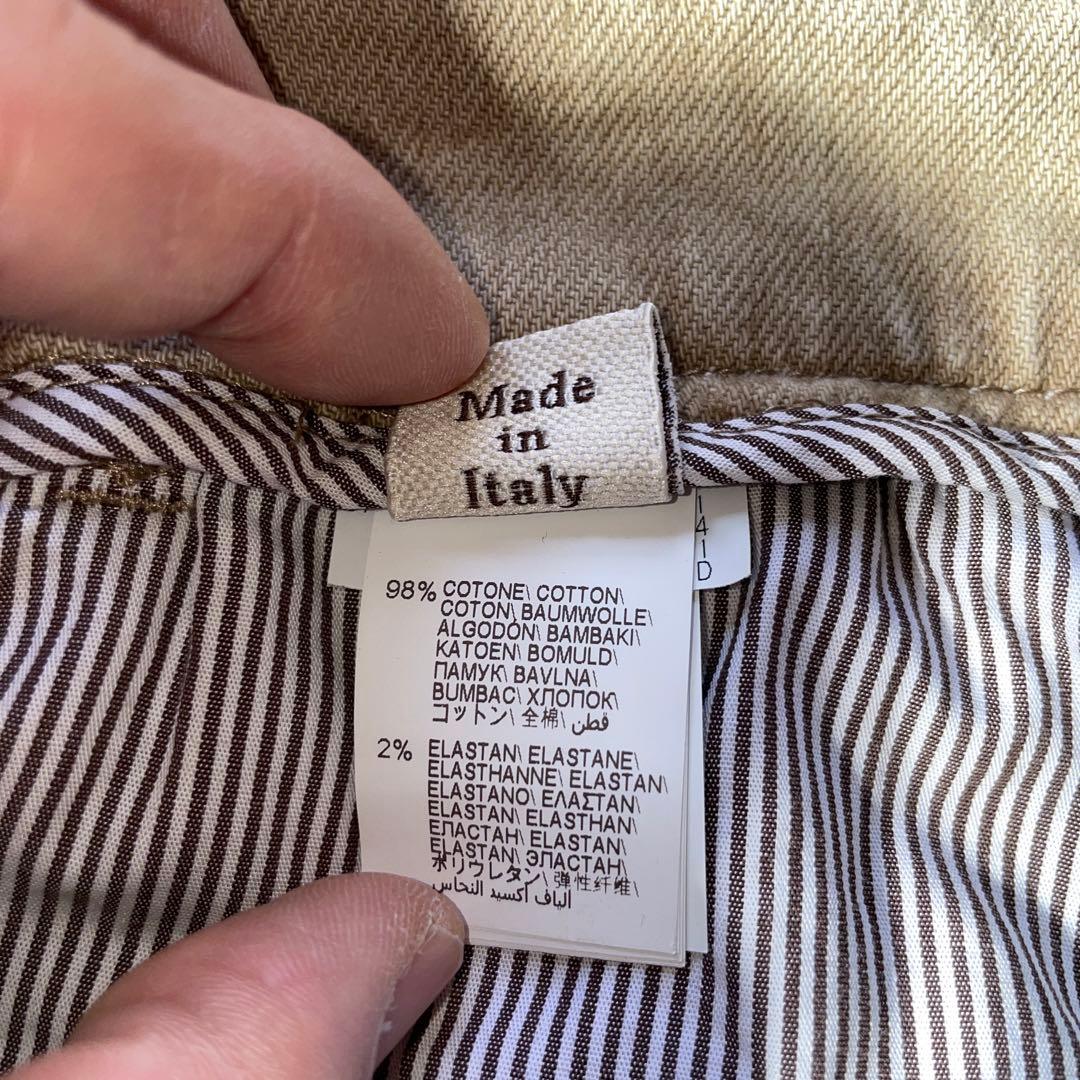 Made
in
Italy
I
4
I
D
98% COTONE\ COTTON\
COTON\ BAUMWOLLE\
ALGODÓN\ BAMBAKI\
KATOEN\ BOMULD\
ПАМУК\ BAVLNA\
BUMBAC\ ХЛОПОК\
コットン\ 全棉\ قطن
2% ELASTAN\ ELASTANE\
ELASTHANNE\ ELASTAN\
ELASTANO\ ΕΛΑΣΤΑΝ\
ELASTAN\ ELASTHAN\
ЕЛАСТАН\ ELASTAN\
ELASTAN\ ЭЛАСТАН\
ポリウレタン\ 弹性纤维\
الياف أكسيد النحاس